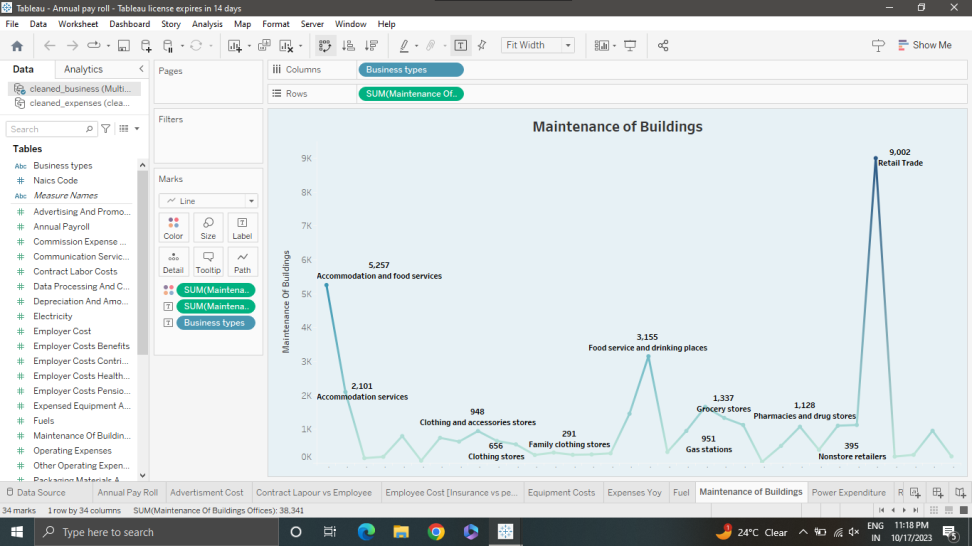 Tableau - Annual pay roll - Tableau license expires in 14 days
File Data Worksheet Dashboard Story Analysis Map Format Server Window Help
Fit Width
Show Me
Data Analytics
cleaned_business (Multi...
cleaned_expenses (clea...
Search
Tables
Abc Business types
# Naics Code
Abc Measure Names
# Advertising And Promo...
# Annual Payroll
# Commission Expense ...
# Communication Servic...
# Contract Labor Costs
# Data Processing And C...
# Depreciation And Amo...
# Electricity
# Employer Cost
# Employer Costs Benefits
# Employer Costs Contri...
# Employer Costs Health...
# Employer Costs Pensio...
# Expensed Equipment A...
# Fuels
# Maintenance Of Buildin...
# Operating Expenses
# Other Operating Expen...
Pages
Filters
Marks
Line
Color Size Label
Detail Tooltip Path
SUM(Maintena..
SUM(Maintena..
Business types
Columns Business types
Rows SUM(Maintenance Of..
Maintenance of Buildings
Maintenance Of Buildings
9K
8K
7K
6K
5K
4K
3K
2K
1K
0K
9,002
Retail Trade
5,257
Accommodation and food services
3,155
Food service and drinking places
2,101
Accommodation services
1,337
Grocery stores
1,128
Pharmacies and drug stores
948
Clothing and accessories stores
656
Clothing stores
291
Family clothing stores
951
Gas stations
395
Nonstore retailers
Data Source Annual Pay Roll Advertisment Cost Contract Lapour vs Employee Employee Cost [Insurance vs pe... Equipment Costs Expenses Yoy Fuel Maintenance of Buildings Power Expenditure
34 marks 1 row by 34 columns SUM(Maintenance Of Buildings Offices): 38,341
Type here to search
24°C Clear
ENG
IN
11:18 PM
10/17/2023
5